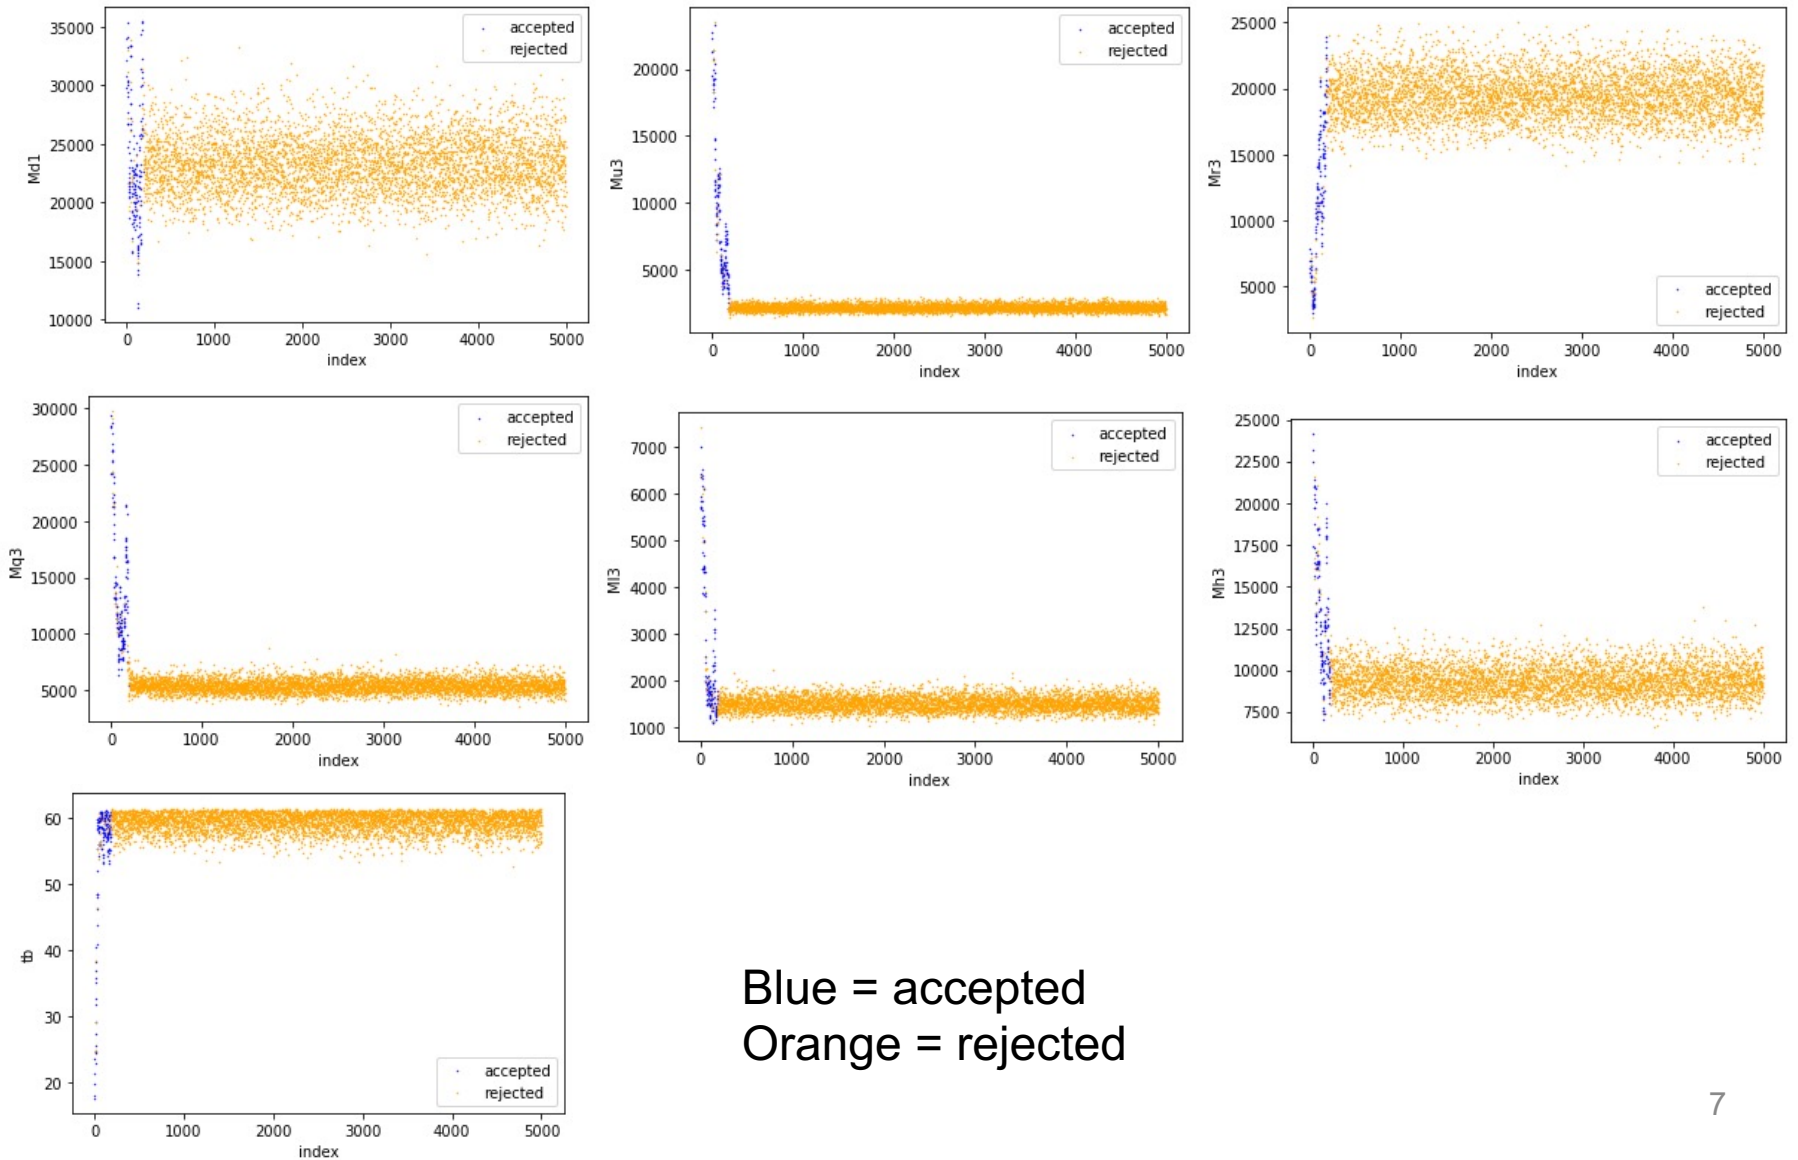 35000
30000
25000
20000
15000
10000
Md1
accepted
rejected
0 1000 2000 3000 4000 5000
index
20000
15000
10000
5000
Mu3
accepted
rejected
0 1000 2000 3000 4000 5000
index
25000
20000
15000
10000
5000
Mr3
accepted
rejected
0 1000 2000 3000 4000 5000
index
30000
25000
20000
15000
10000
5000
Mq3
accepted
rejected
0 1000 2000 3000 4000 5000
index
7000
6000
5000
4000
3000
2000
1000
Ml3
accepted
rejected
0 1000 2000 3000 4000 5000
index
25000
22500
20000
17500
15000
12500
10000
7500
Mh3
accepted
rejected
0 1000 2000 3000 4000 5000
index
60
50
40
30
20
tb
accepted
rejected
0 1000 2000 3000 4000 5000
index
Blue = accepted
Orange = rejected
7